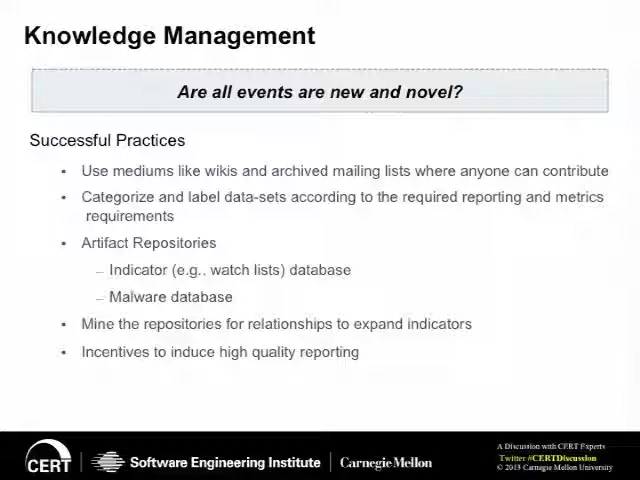 Knowledge Management
Are all events are new and novel?
Successful Practices
▪ Use mediums like wikis and archived mailing lists where anyone can contribute
▪ Categorize and label data-sets according to the required reporting and metrics
requirements
▪ Artifact Repositories
– Indicator (e.g., watch lists) database
– Malware database
▪ Mine the repositories for relationships to expand indicators
▪ Incentives to induce high quality reporting
CERT
Software Engineering Institute
Carnegie Mellon
A Discussion with CERT Experts
Twitter #CERTDiscussion
© 2013 Carnegie Mellon University